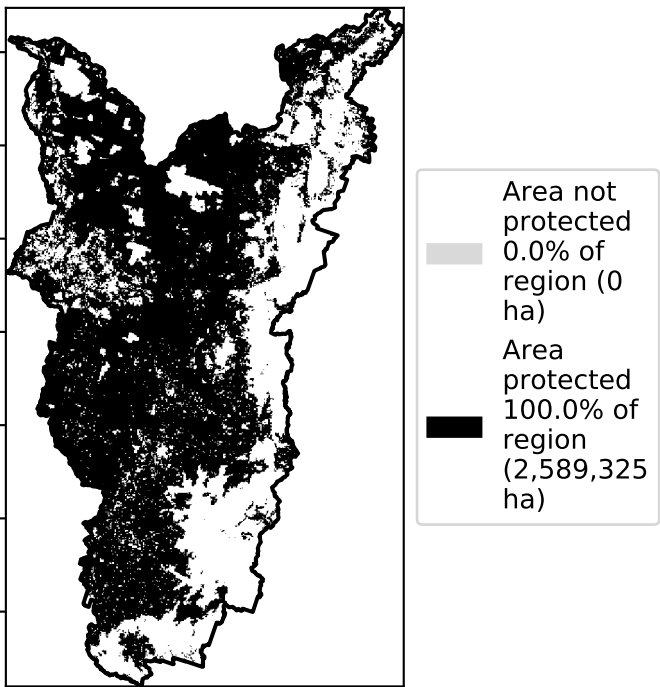 Area not
protected
0.0% of
region (0
ha)
Area
protected
100.0% of
region
(2,589,325
ha)